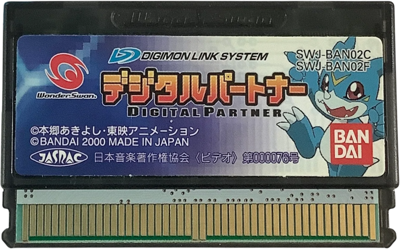 WonderSwan
DIGIMON LINK SYSTEM
SWJ-BAN02C
SWJ-BAN02F
デジタルパートナー
DIGITAL PARTNER
©本郷あきよし・東映アニメーション
©BANDAI 2000 MADE IN JAPAN
JASRAC
日本音楽著作権協会〈ビデオ〉第000076号
BAN
DAI